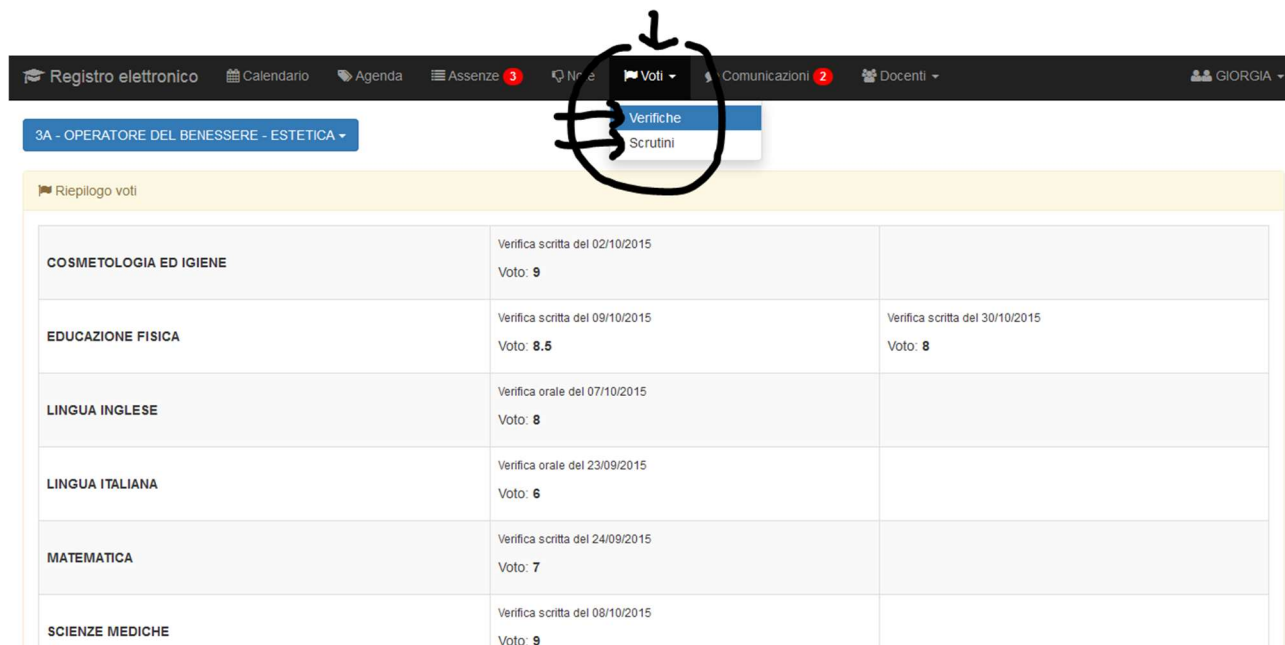 Registro elettronico Calendario Agenda Assenze 3 Note Voti Comunicazioni 2 Docenti GIORGIA
3A - OPERATORE DEL BENESSERE - ESTETICA
Verifiche
Scrutini
Riepilogo voti
COSMETOLOGIA ED IGIENE
Verifica scritta del 02/10/2015
Voto: 9
EDUCAZIONE FISICA
Verifica scritta del 09/10/2015
Voto: 8.5
Verifica scritta del 30/10/2015
Voto: 8
LINGUA INGLESE
Verifica orale del 07/10/2015
Voto: 8
LINGUA ITALIANA
Verifica orale del 23/09/2015
Voto: 6
MATEMATICA
Verifica scritta del 24/09/2015
Voto: 7
SCIENZE MEDICHE
Verifica scritta del 08/10/2015
Voto: 9